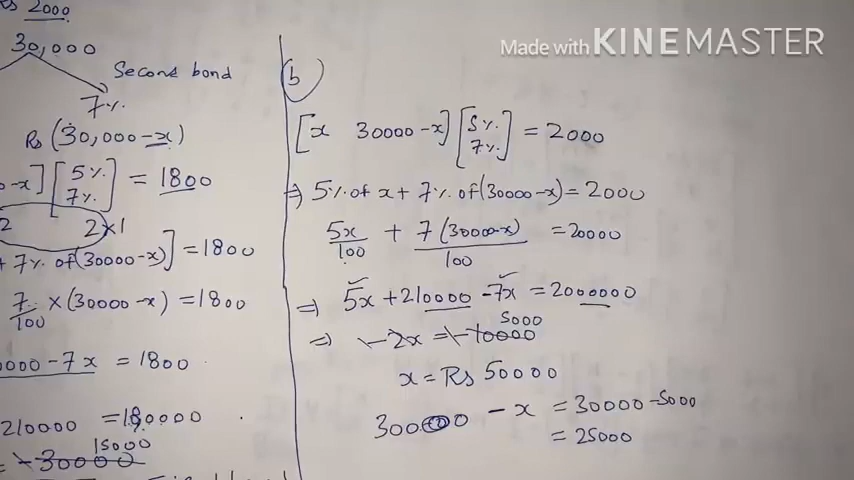 Rs 2000
30,000
Second bond
7%
Rs (30,000-x)
-x] [5% 7%] = 1800
2 2x1
+ 7% of (30000-x)] = 1800
7/100 x (30000-x) = 1800
0000-7x = 1800
210000 = 180000
15000
= -30000
Made with KINEMASTER
b)
[x 30000-x] [5% 7%] = 2000
⇒ 5% of x + 7% of (30000-x) = 2000
5x/100 + 7(30000-x)/100 = 20000
⇒ 5x + 210000 - 7x = 2000000
5000
⇒ -2x = -10000
x = Rs 50000
300000 - x = 30000-5000
= 25000